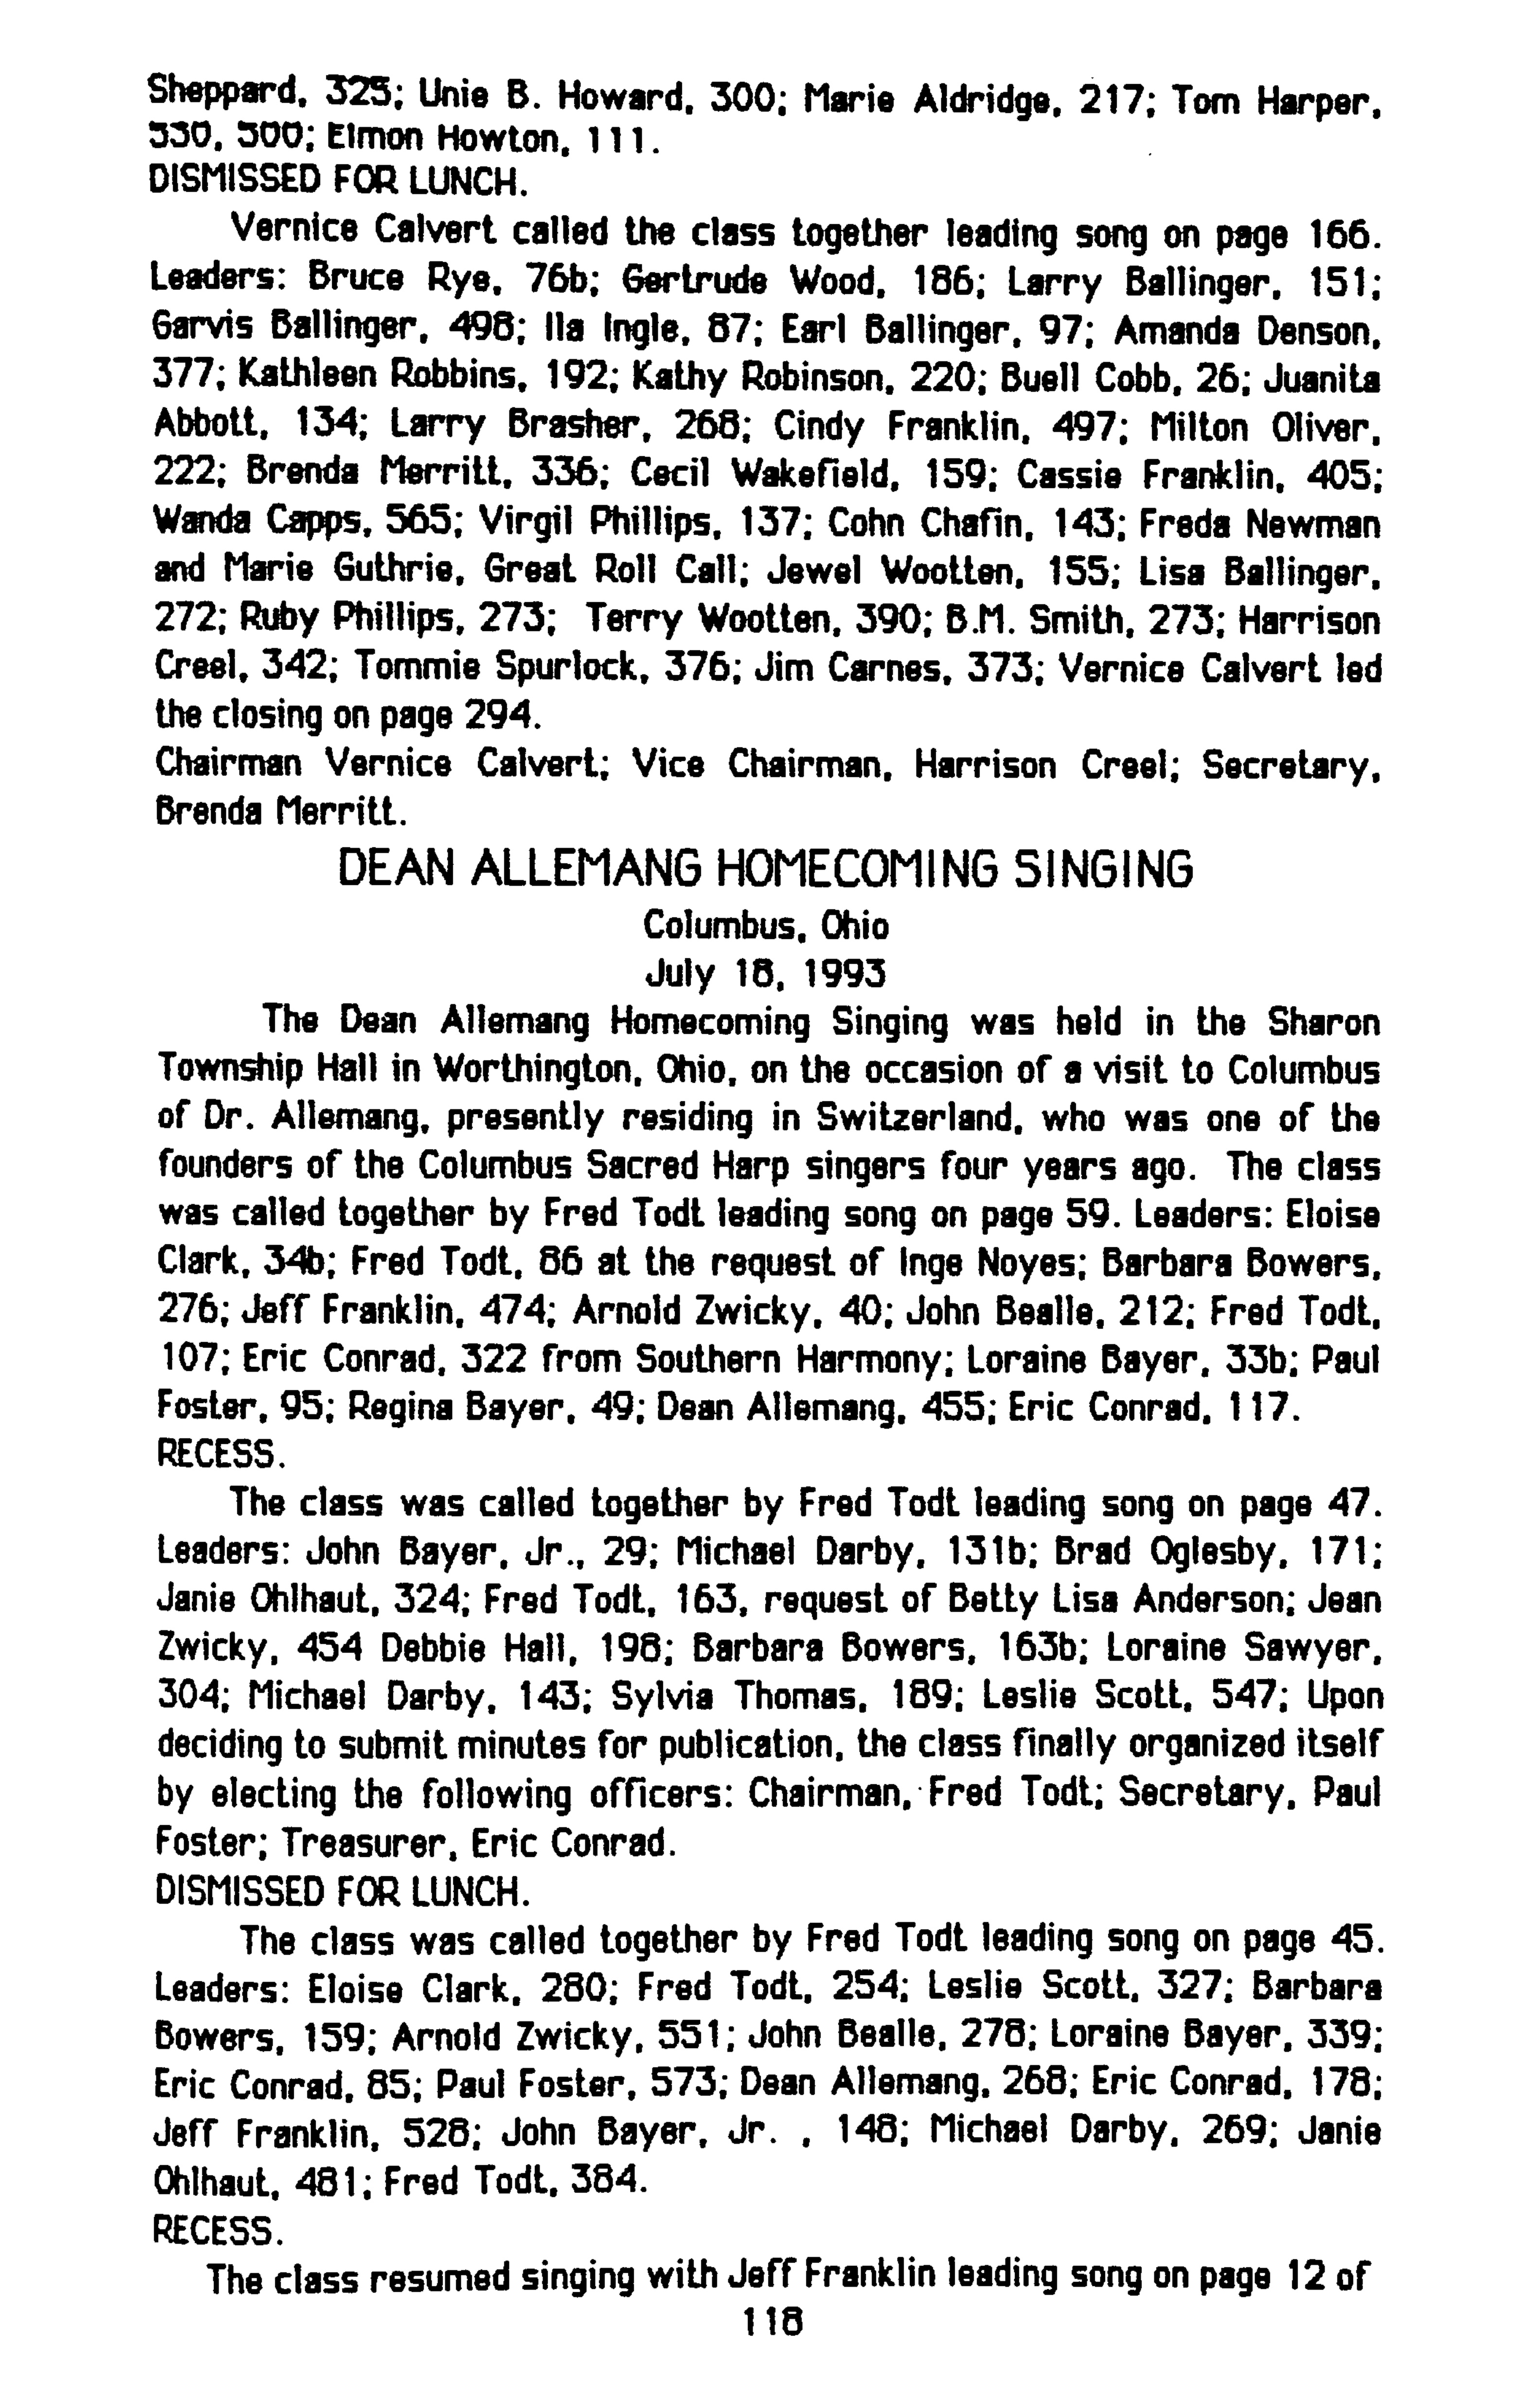 Sheppard, 325; Unie B. Howard, 300; Marie Aldridge, 217; Tom Harper,
330, 500; Elmon Howton, 111.
DISMISSED FOR LUNCH.
Vernice Calvert called the class together leading song on page 166.
Leaders: Bruce Rye, 76b; Gertrude Wood, 186; Larry Ballinger, 151;
Garvis Ballinger, 498; Ila Ingle, 87; Earl Ballinger, 97; Amanda Denson,
377; Kathleen Robbins, 192; Kathy Robinson, 220; Buell Cobb, 26; Juanita
Abbott, 134; Larry Brasher, 268; Cindy Franklin, 497; Milton Oliver,
222; Brenda Merritt, 336; Cecil Wakefield, 159; Cassie Franklin, 405;
Wanda Capps, 565; Virgil Phillips, 137; Cohn Chafin, 143; Freda Newman
and Marie Guthrie, Great Roll Call; Jewel Wootten, 155; Lisa Ballinger,
272; Ruby Phillips, 273; Terry Wootten, 390; B.M. Smith, 273; Harrison
Creel, 342; Tommie Spurlock, 376; Jim Carnes, 373; Vernice Calvert led
the closing on page 294.
Chairman Vernice Calvert; Vice Chairman, Harrison Creel; Secretary,
Brenda Merritt.
DEAN ALLEMANG HOMECOMING SINGING
Columbus, Ohio
July 18, 1993
The Dean Allemang Homecoming Singing was held in the Sharon
Township Hall in Worthington, Ohio, on the occasion of a visit to Columbus
of Dr. Allemang, presently residing in Switzerland, who was one of the
founders of the Columbus Sacred Harp singers four years ago. The class
was called together by Fred Todt leading song on page 59. Leaders: Eloise
Clark, 34b; Fred Todt, 86 at the request of Inge Noyes; Barbara Bowers,
276; Jeff Franklin, 474; Arnold Zwicky, 40; John Bealle, 212; Fred Todt,
107; Eric Conrad, 322 from Southern Harmony; Loraine Bayer, 33b; Paul
Foster, 95; Regina Bayer, 49; Dean Allemang, 455; Eric Conrad, 117.
RECESS.
The class was called together by Fred Todt leading song on page 47.
Leaders: John Bayer, Jr., 29; Michael Darby, 131b; Brad Oglesby, 171;
Janie Ohlhaut, 324; Fred Todt, 163, request of Betty Lisa Anderson; Jean
Zwicky, 454 Debbie Hall, 198; Barbara Bowers, 163b; Loraine Sawyer,
304; Michael Darby, 143; Sylvia Thomas, 189; Leslie Scott, 547; Upon
deciding to submit minutes for publication, the class finally organized itself
by electing the following officers: Chairman, Fred Todt; Secretary, Paul
Foster; Treasurer, Eric Conrad.
DISMISSED FOR LUNCH.
The class was called together by Fred Todt leading song on page 45.
Leaders: Eloise Clark, 280; Fred Todt, 254; Leslie Scott, 327; Barbara
Bowers, 159; Arnold Zwicky, 551; John Bealle, 278; Loraine Bayer, 339;
Eric Conrad, 85; Paul Foster, 573; Dean Allemang, 268; Eric Conrad, 178;
Jeff Franklin, 528; John Bayer, Jr. , 148; Michael Darby, 269; Janie
Ohlhaut, 481; Fred Todt, 384.
RECESS.
The class resumed singing with Jeff Franklin leading song on page 12 of
118